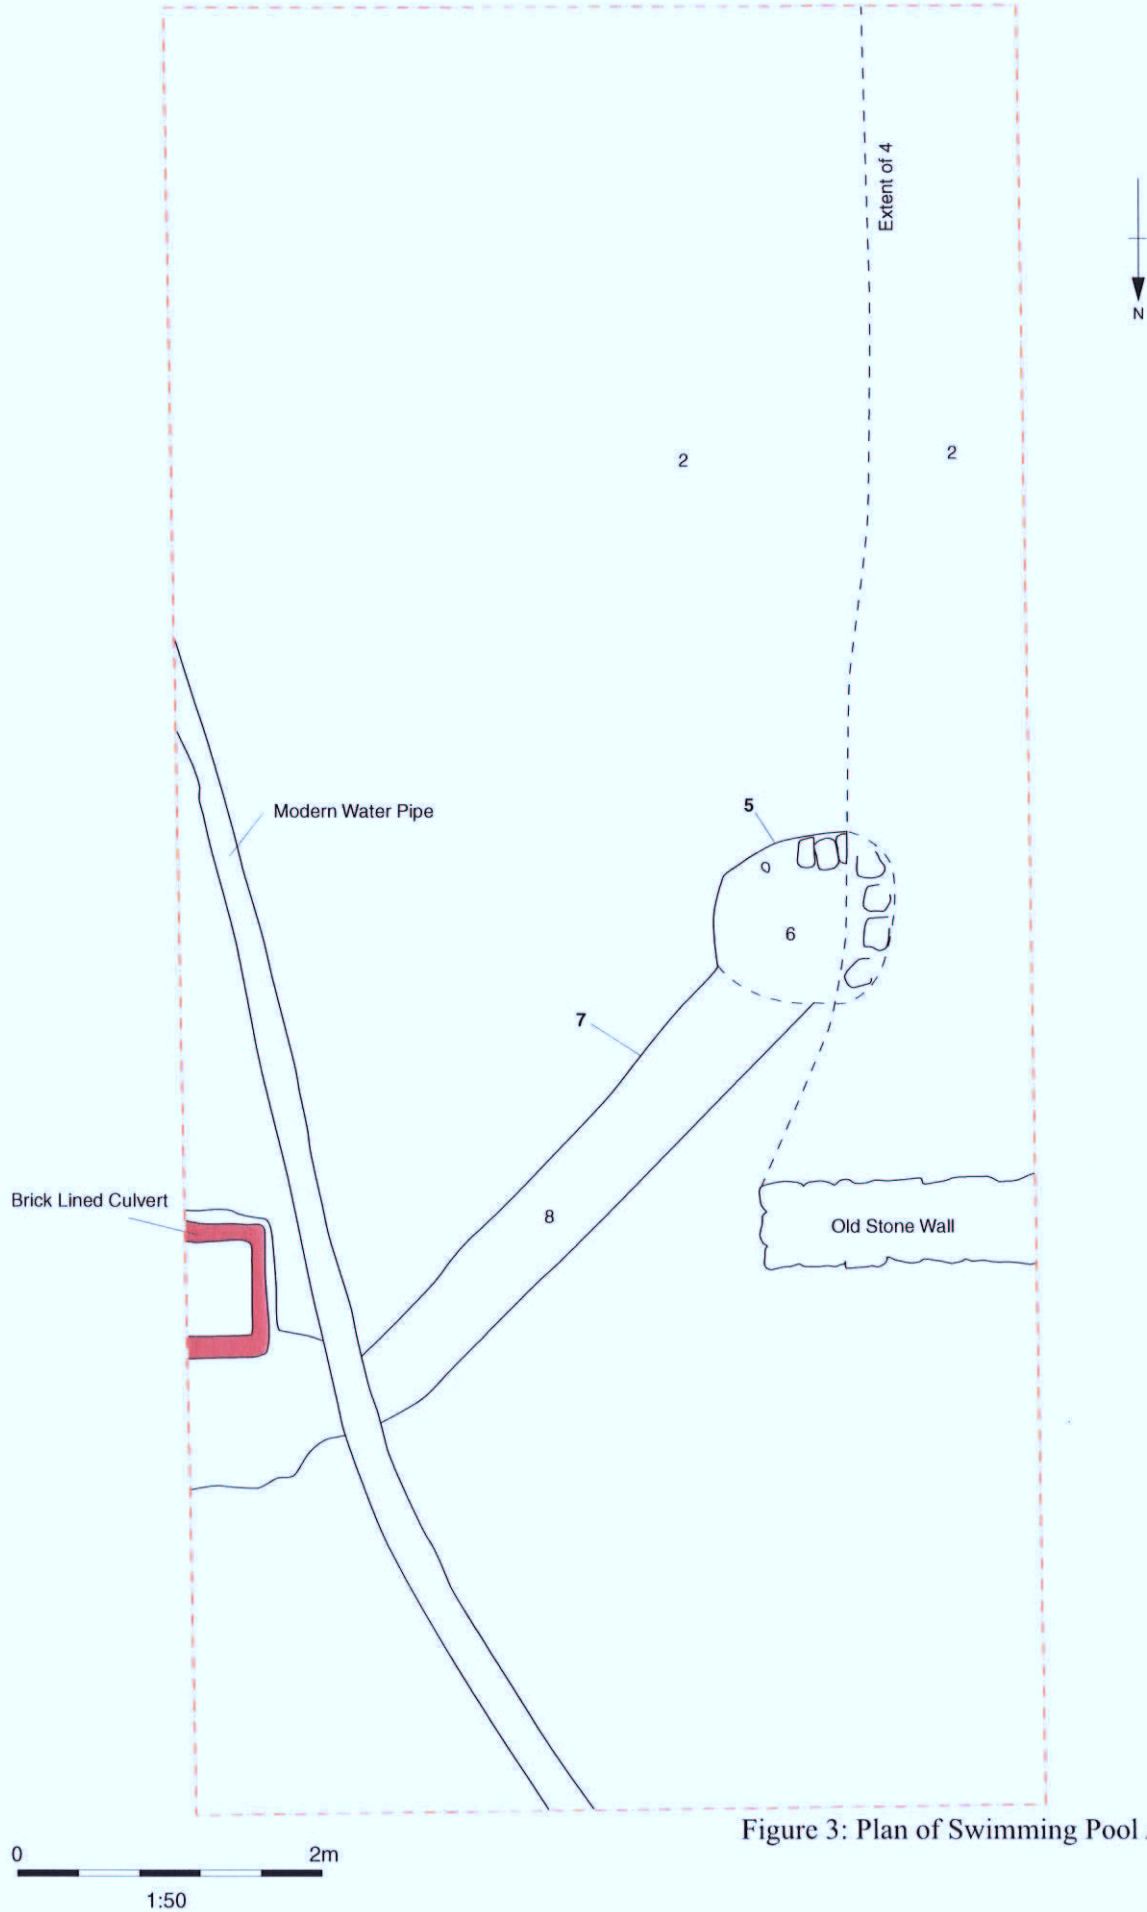 Extent of 4
N
2
2
Modern Water Pipe
5
6
7
Brick Lined Culvert
8
Old Stone Wall
Figure 3: Plan of Swimming Pool
0 2m
1:50